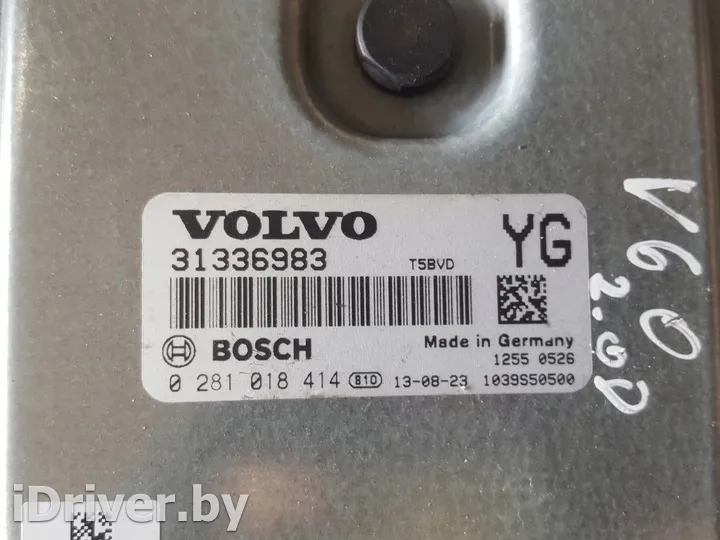 VOLVO
YG
31336983
T5BVD
Made in Germany
BOSCH
1255 0526
0 281 018 414 B10 13-08-23 1039S50500
V60
2.0D
iDriver.by